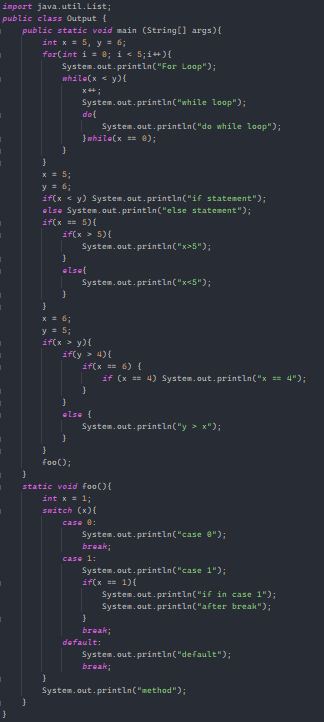 import java.util.List;
public class Output {
    public static void main (String[] args){
        int x = 5, y = 6;
        for(int i = 0; i < 5;i++){
            System.out.println("For Loop");
            while(x < y){
                x++;
                System.out.println("while loop");
                do{
                    System.out.println("do while loop");
                }while(x == 0);
            }
        }
        x = 5;
        y = 6;
        if(x < y) System.out.println("if statement");
        else System.out.println("else statement");
        if(x == 5){
            if(x > 5){
                System.out.println("x>5");
            }
            else{
                System.out.println("x<5");
            }
        }
        x = 6;
        y = 5;
        if(x > y){
            if(y > 4){
                if(x == 6) {
                    if (x == 4) System.out.println("x == 4");
                }
            }
            else {
                System.out.println("y > x");
            }
        }
        foo();
    }
    static void foo(){
        int x = 1;
        switch (x){
            case 0:
                System.out.println("case 0");
                break;
            case 1:
                System.out.println("case 1");
                if(x == 1){
                    System.out.println("if in case 1");
                    System.out.println("after break");
                }
                break;
            default:
                System.out.println("default");
                break;
        }
        System.out.println("method");
    }
}